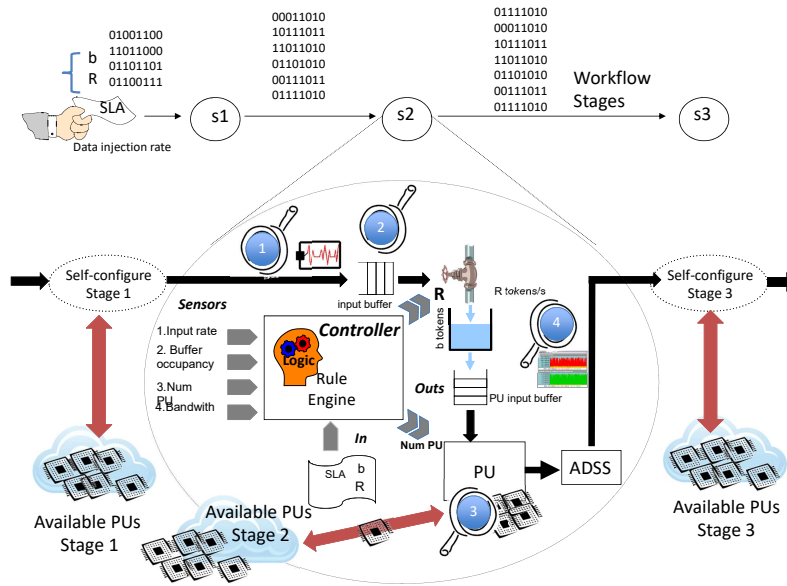 01001100
11011000
01101101
01100111
b
R
SLA
Data injection rate
s1
00011010
10111011
11011010
01101010
00111011
01111010
s2
01111010
00011010
10111011
11011010
01101010
00111011
01111010
Workflow
Stages
s3
1
2
Self-configure
Stage 1
input buffer
R
R tokens/s
b tokens
4
Self-configure
Stage 3
Sensors
1.Input rate
2. Buffer
occupancy
3.Num
PU
4.Bandwith
Controller
Logic
Rule
Engine
Outs
PU input buffer
In
Num PU
SLA
b
R
PU
ADSS
3
Available PUs
Stage 1
Available PUs
Stage 2
Available PUs
Stage 3